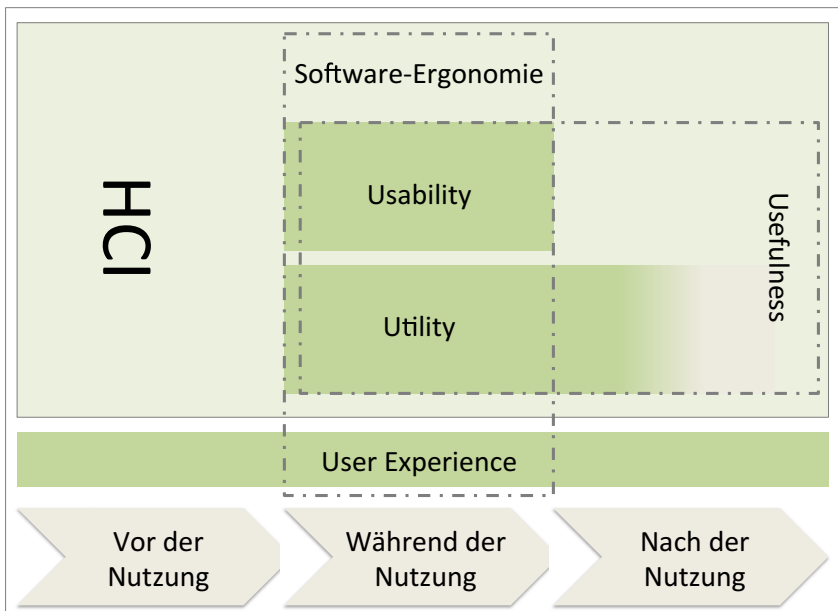 Software-Ergonomie
HCI
Usability
Usefulness
Utility
User Experience
Vor der
Nutzung
Während der
Nutzung
Nach der
Nutzung